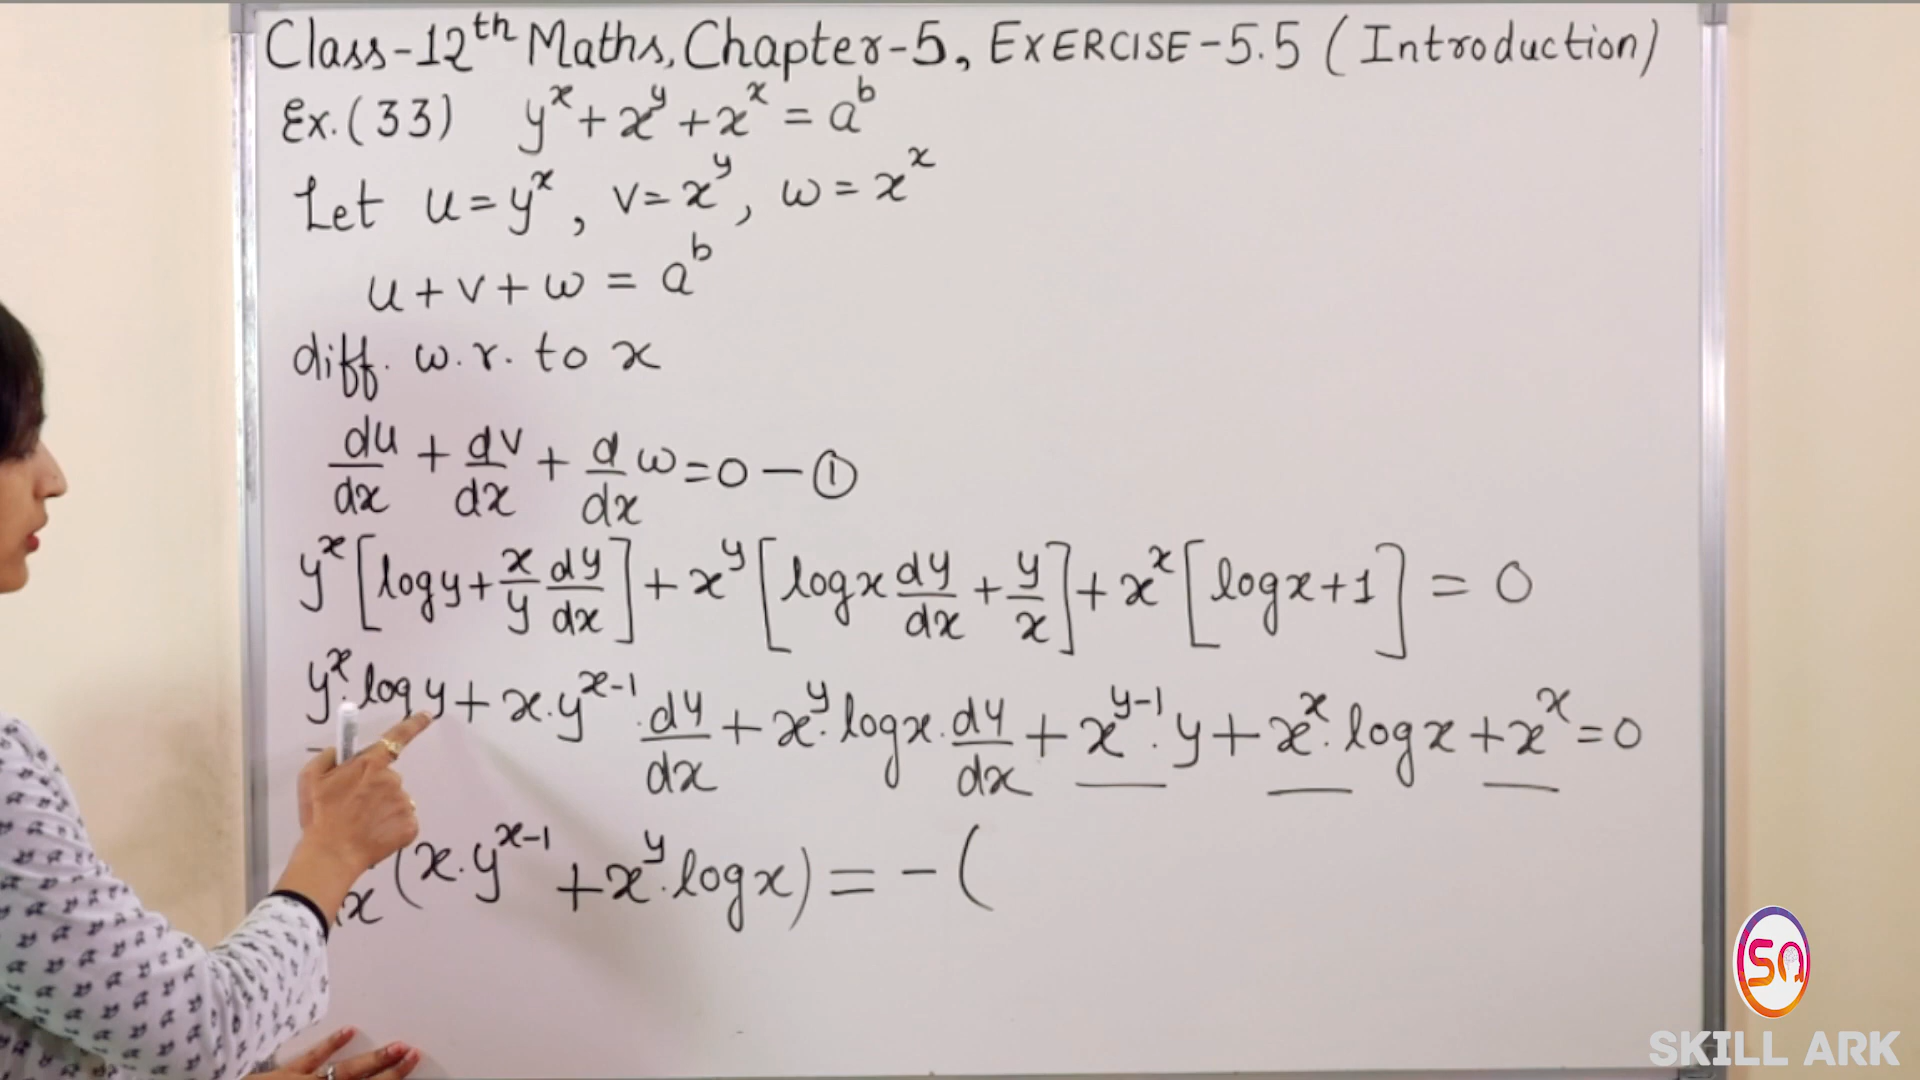 Class-12th Maths, Chapter-5, EXERCISE-5.5 (Introduction)
Ex.(33) y^x + x^y + x^x = a^b
Let u = y^x, v = x^y, w = x^x
u + v + w = a^b
diff. w.r. to x
du/dx + dv/dx + d/dx w = 0 — ①
y^x [log y + x/y dy/dx] + x^y [log x dy/dx + y/x] + x^x [log x + 1] = 0
y^x. log y + x. y^(x-1) . dy/dx + x^y. log x. dy/dx + x^(y-1). y + x^x. log x + x^x = 0
x (x. y^(x-1) + x^y. log x) = - (
SA
SKILL ARK